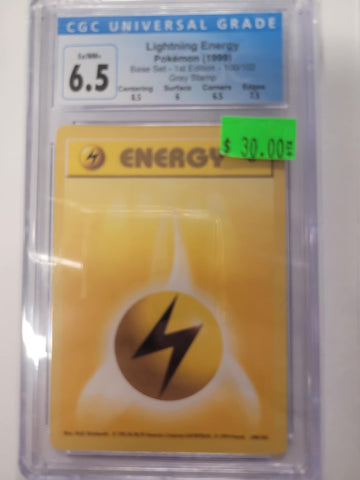 CGC UNIVERSAL GRADE
Ex/NM+
6.5
Lightning Energy
Pokémon (1999)
Base Set - 1st Edition - 100/102
Grey Stamp
Centering Surface Corners Edges
8.5 6 6.5 7.5
$ 30.00
ENERGY